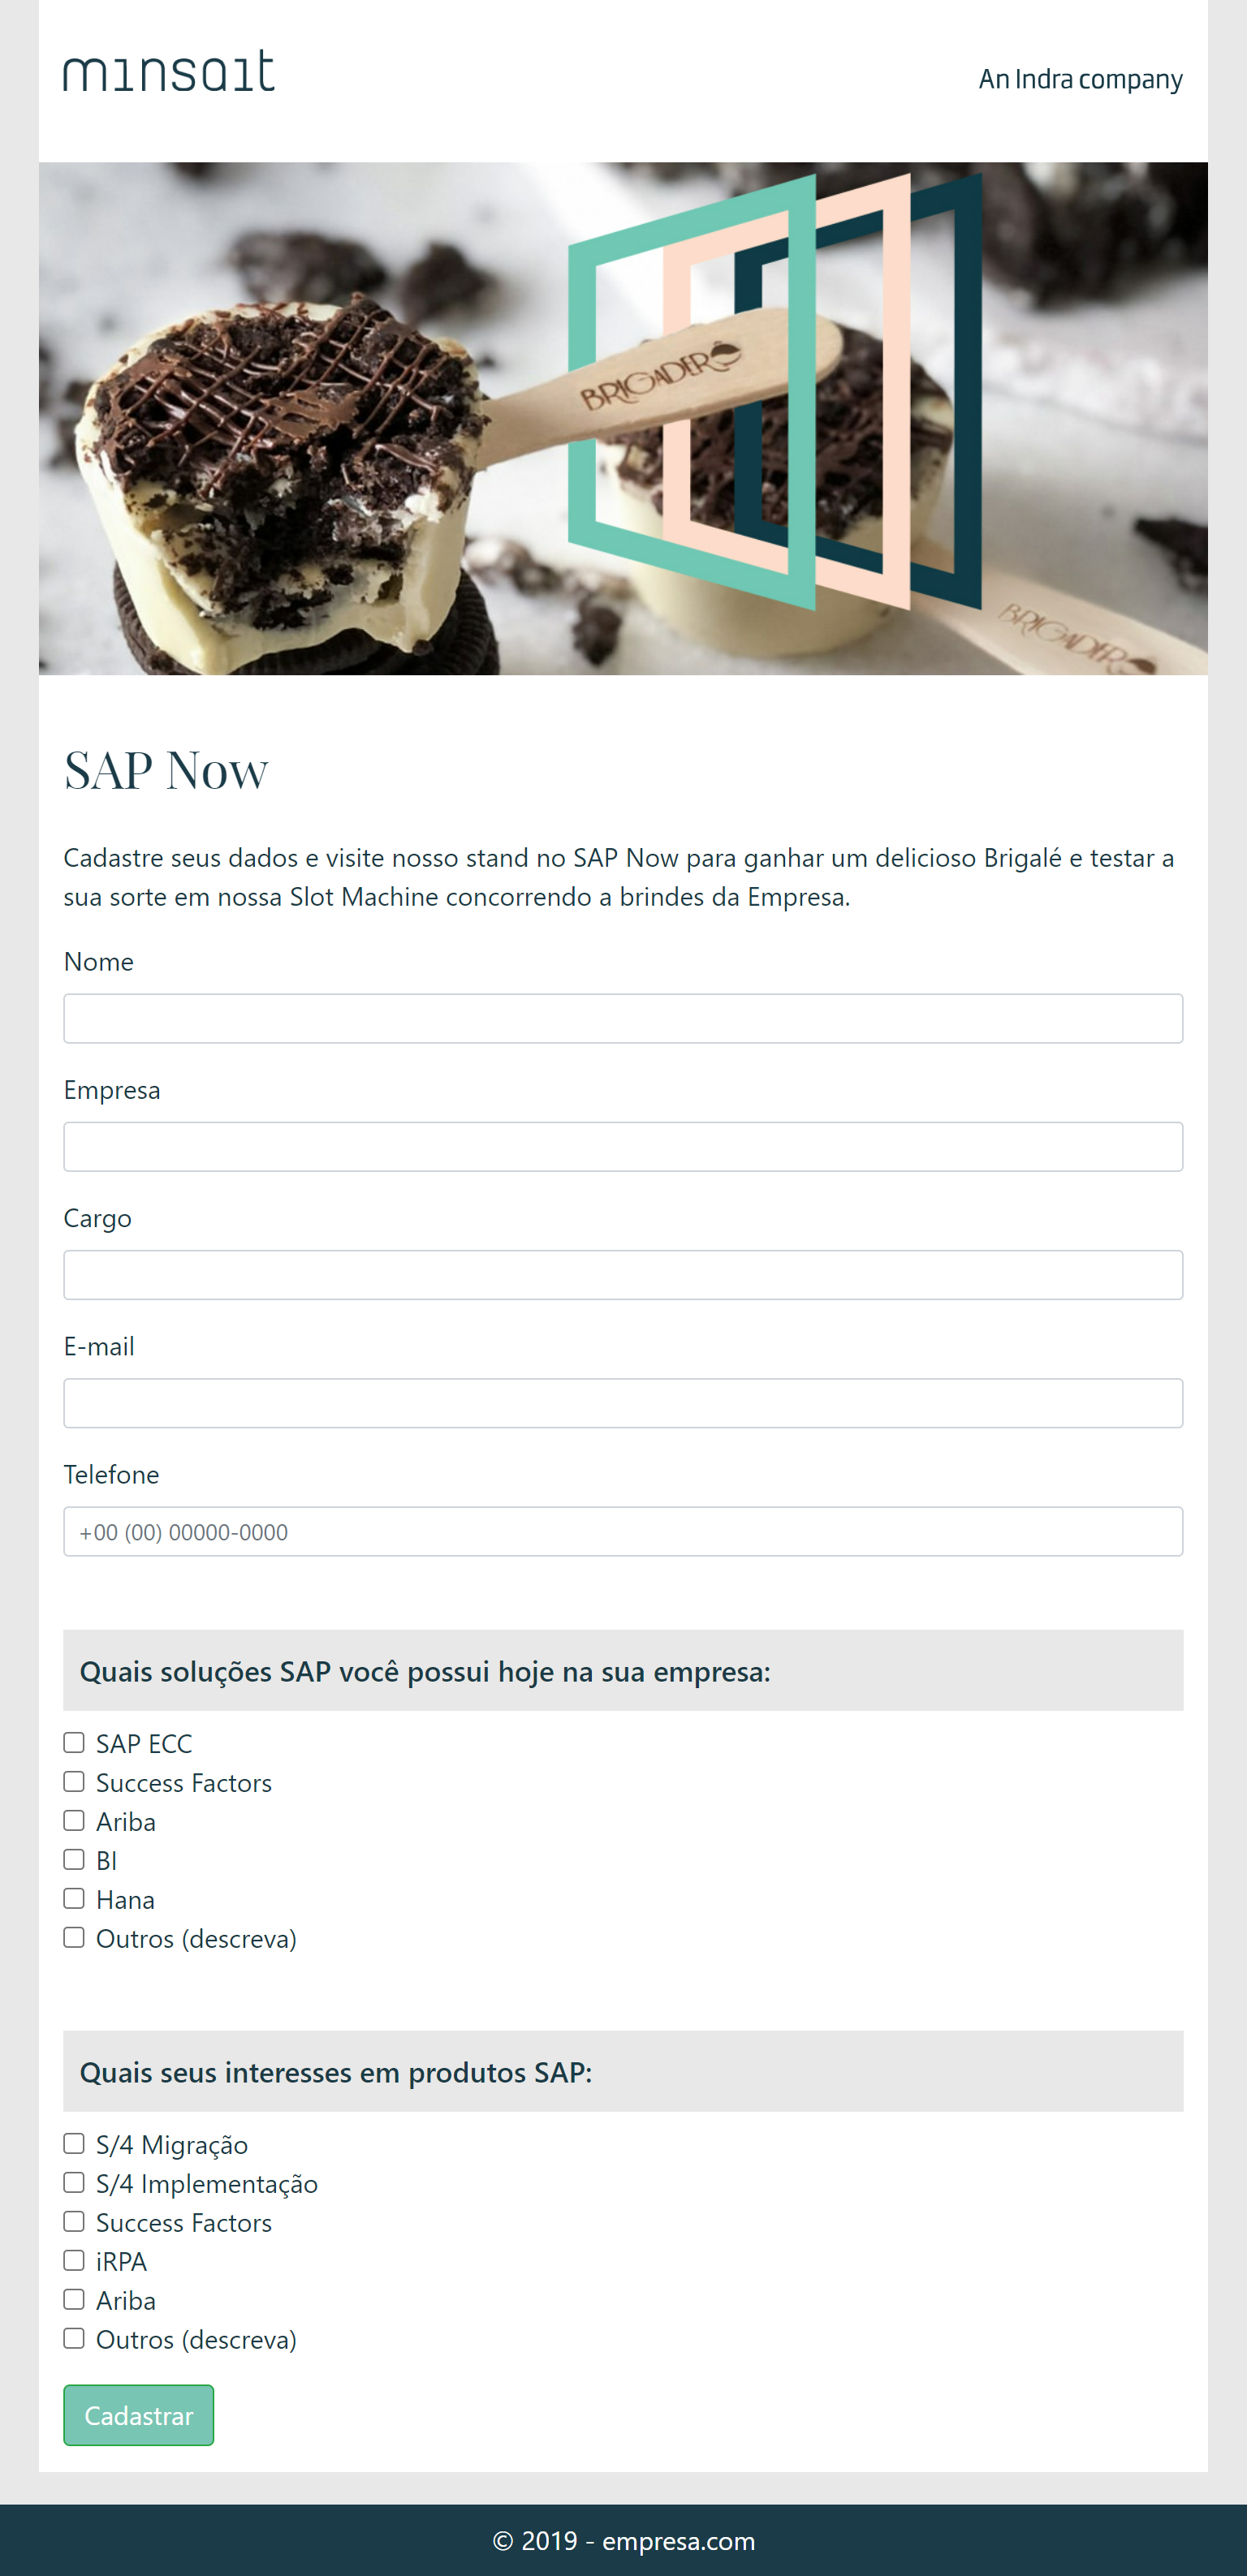 minsait
An Indra company
BRIGADERO
BRIGADERO
SAP Now
Cadastre seus dados e visite nosso stand no SAP Now para ganhar um delicioso Brigalé e testar a
sua sorte em nossa Slot Machine concorrendo a brindes da Empresa.
Nome
Empresa
Cargo
E-mail
Telefone
+00 (00) 00000-0000
Quais soluções SAP você possui hoje na sua empresa:
SAP ECC
Success Factors
Ariba
BI
Hana
Outros (descreva)
Quais seus interesses em produtos SAP:
S/4 Migração
S/4 Implementação
Success Factors
iRPA
Ariba
Outros (descreva)
Cadastrar
© 2019 - empresa.com